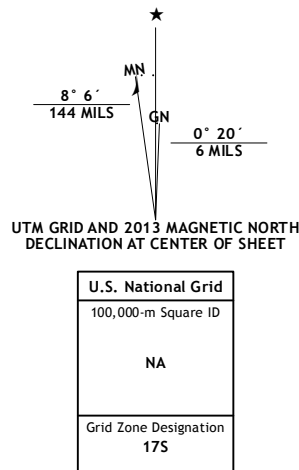 MN
8° 6´
144 MILS
GN
0° 20´
6 MILS
UTM GRID AND 2013 MAGNETIC NORTH
DECLINATION AT CENTER OF SHEET
U.S. National Grid
100,000-m Square ID
NA
Grid Zone Designation
17S